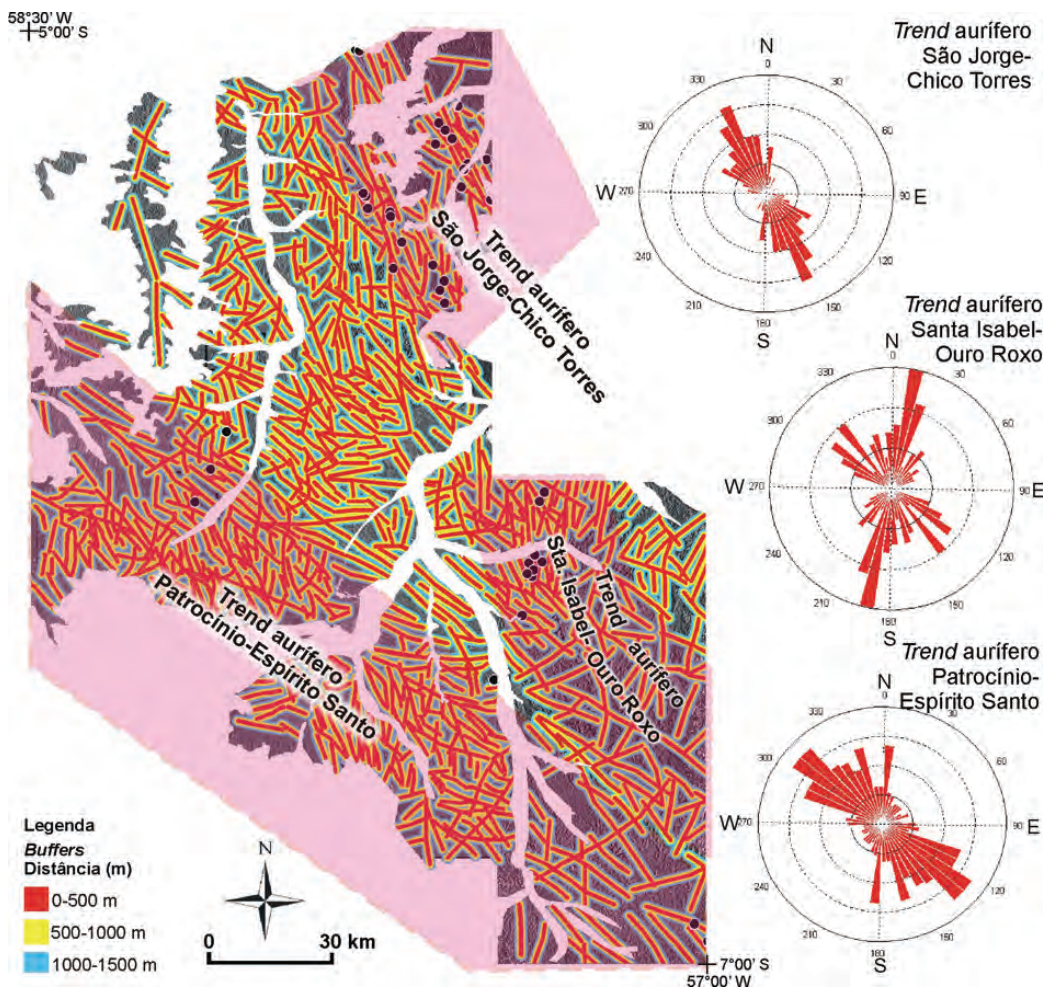 58°30' W
5°00' S
Trend aurífero
São Jorge-Chico Torres
Trend aurífero
Sta. Isabel-Ouro Roxo
Trend aurífero
Patrocínio-Espírito Santo
Legenda
Buffers
Distância (m)
0-500 m
500-1000 m
1000-1500 m
N
0 30 km
7°00' S
57°00' W
Trend aurífero
São Jorge-
Chico Torres
N
0
330 30
300 60
W 270 90 E
240 120
210 150
180
S
Trend aurífero
Santa Isabel-
Ouro Roxo
N
0
330 30
300 60
W 270 90 E
240 120
210 150
180
S
Trend aurífero
Patrocínio-
Espírito Santo
N
0
330 30
300 60
W 270 90 E
240 120
210 150
180
S